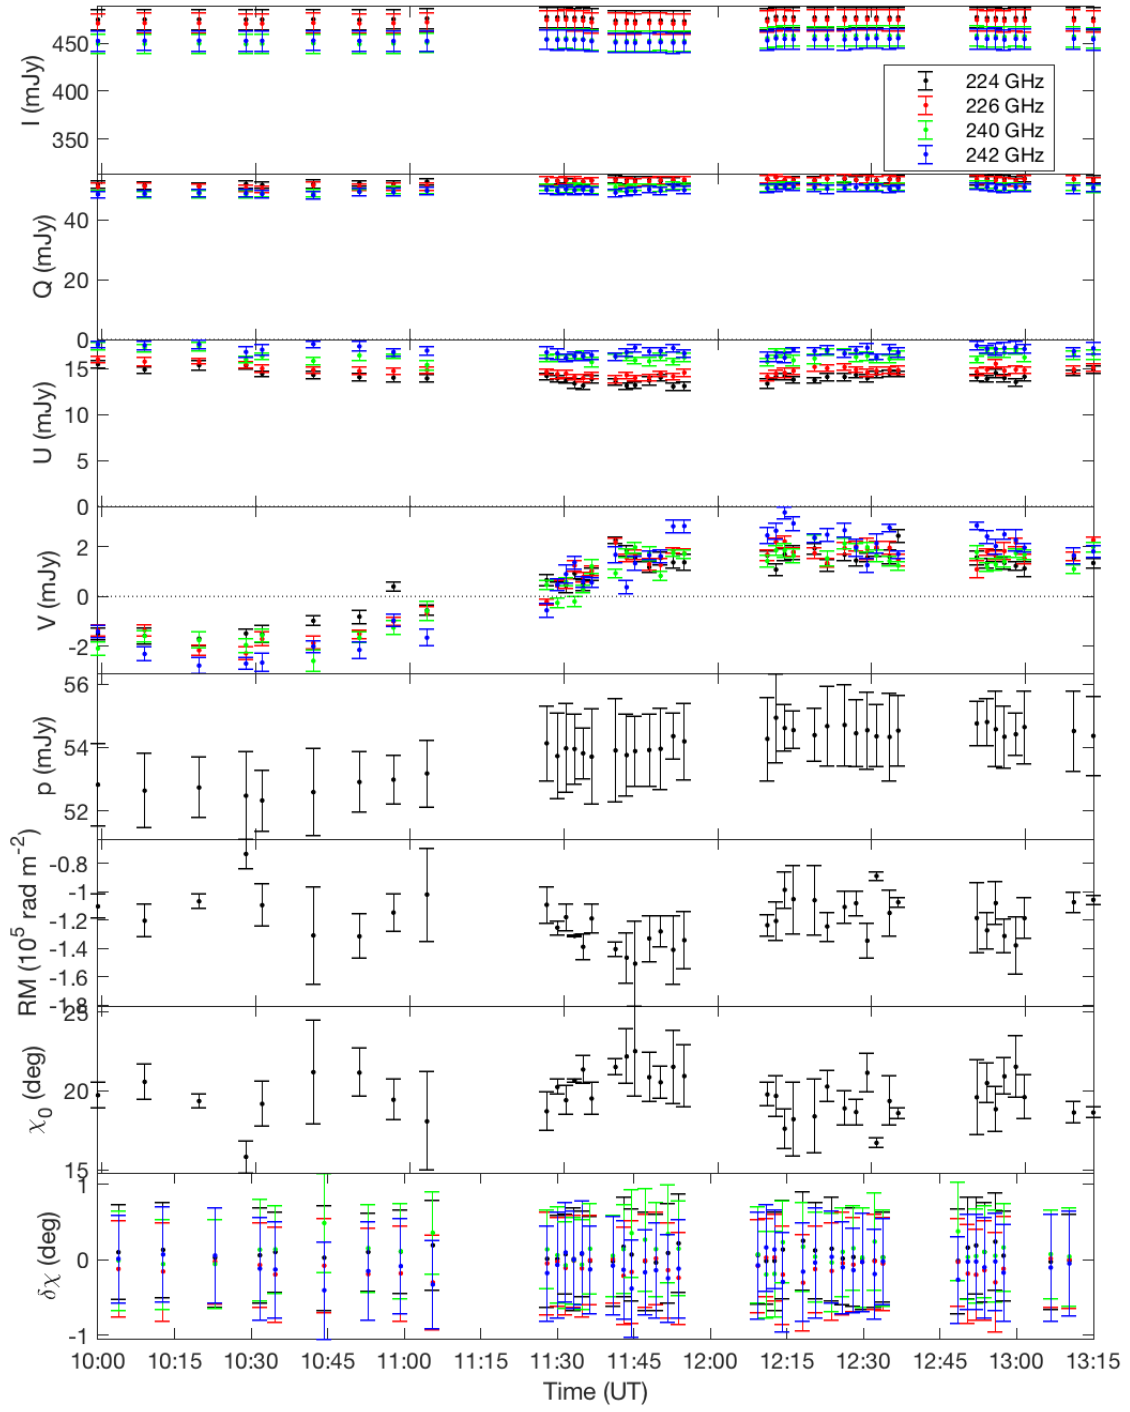 450
400
350
I (mJy)
224 GHz
226 GHz
240 GHz
242 GHz
40
20
0
Q (mJy)
15
10
5
0
U (mJy)
2
0
-2
V (mJy)
56
54
52
p (mJy)
-0.8
-1
-1.2
-1.4
-1.6
-1.8
RM (10⁵ rad m⁻²)
25
20
15
χ₀ (deg)
1
0
-1
δχ (deg)
10:00 10:15 10:30 10:45 11:00 11:15 11:30 11:45 12:00 12:15 12:30 12:45 13:00 13:15
Time (UT)